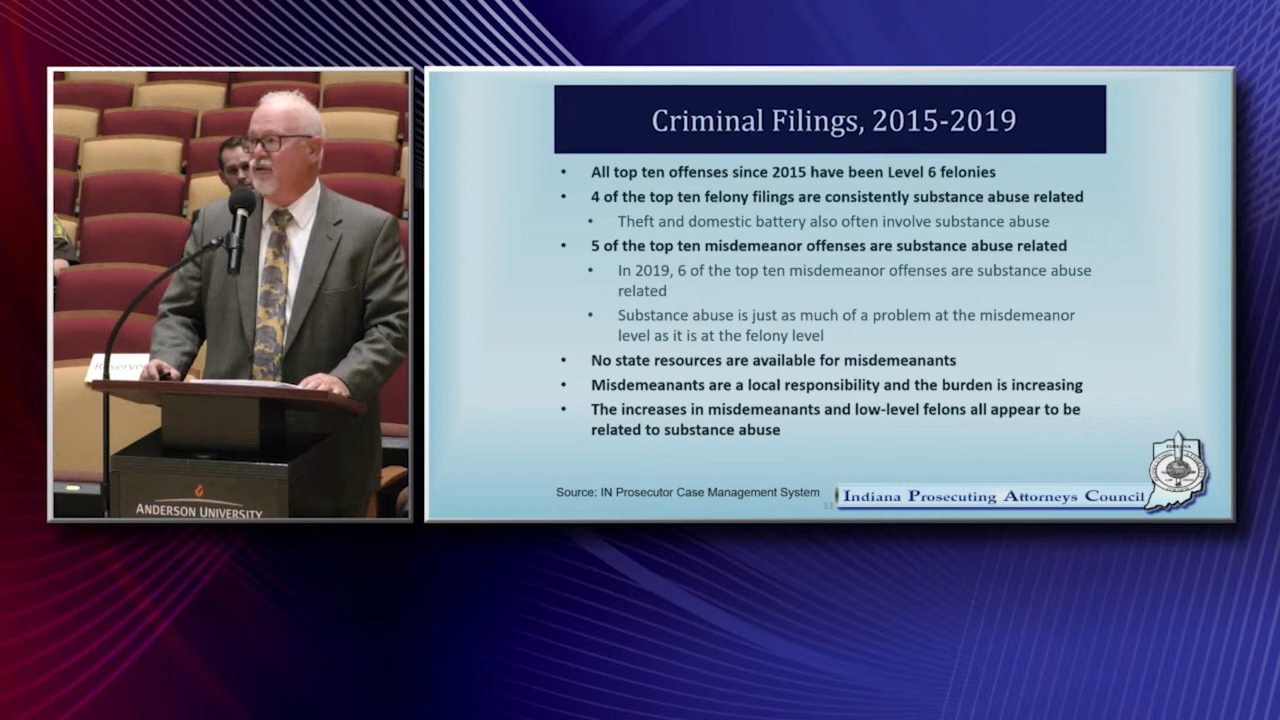 Criminal Filings, 2015-2019
• All top ten offenses since 2015 have been Level 6 felonies
• 4 of the top ten felony filings are consistently substance abuse related
• Theft and domestic battery also often involve substance abuse
• 5 of the top ten misdemeanor offenses are substance abuse related
• In 2019, 6 of the top ten misdemeanor offenses are substance abuse
related
• Substance abuse is just as much of a problem at the misdemeanor
level as it is at the felony level
• No state resources are available for misdemeanants
• Misdemeanants are a local responsibility and the burden is increasing
• The increases in misdemeanants and low-level felons all appear to be
related to substance abuse
Source: IN Prosecutor Case Management System
33
Indiana Prosecuting Attorneys Council
Reserved
ANDERSON UNIVERSITY